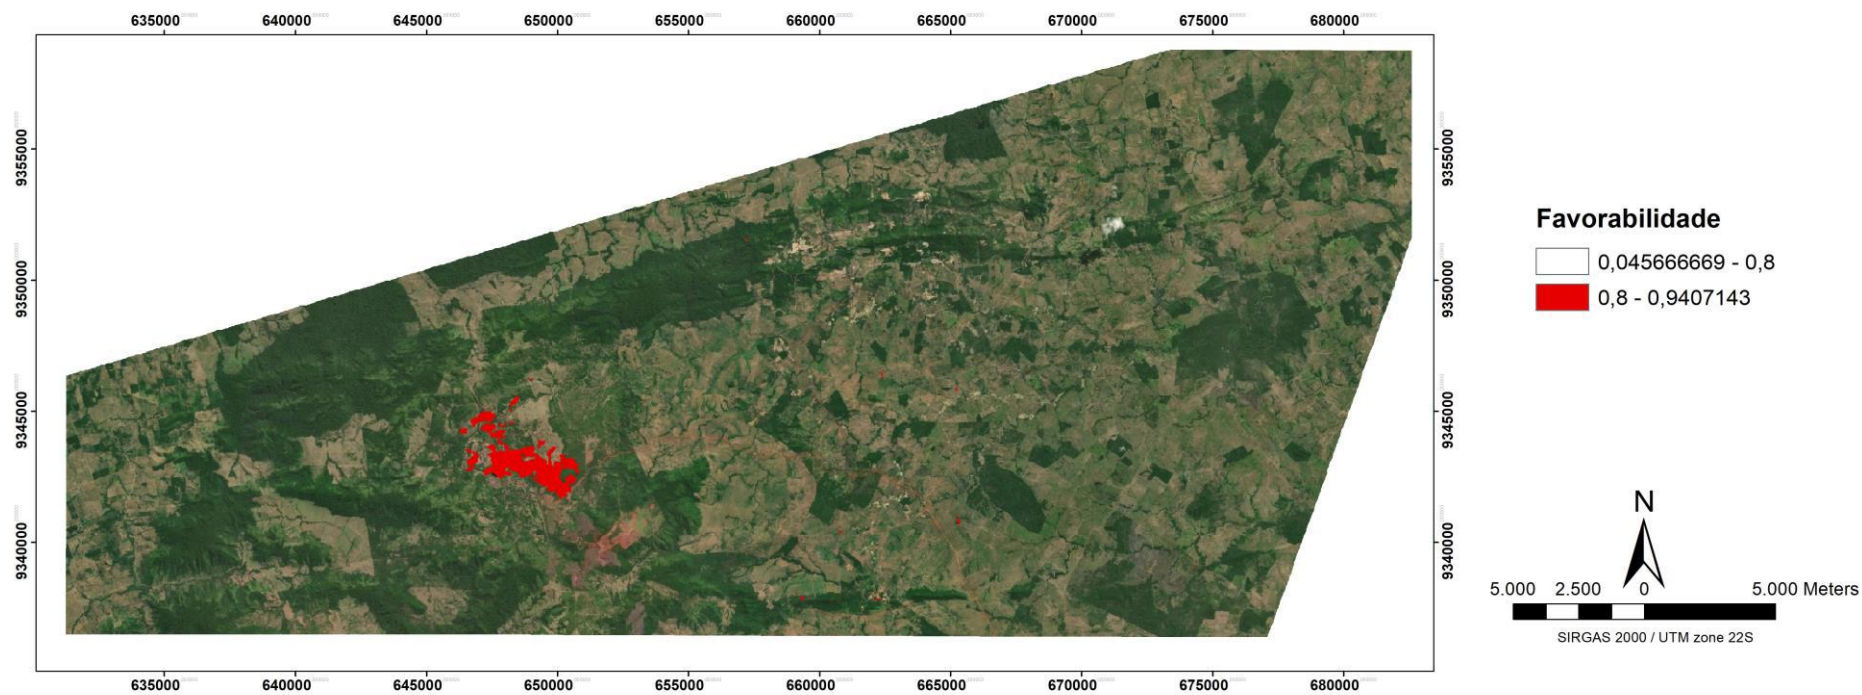 635000 640000 645000 650000 655000 660000 665000 670000 675000 680000
9355000 9355000
9350000 9350000
9345000 9345000
9340000 9340000
635000 640000 645000 650000 655000 660000 665000 670000 675000 680000
Favorabilidade
0,045666669 - 0,8
0,8 - 0,9407143
N
5.000 2.500 0 5.000 Meters
SIRGAS 2000 / UTM zone 22S